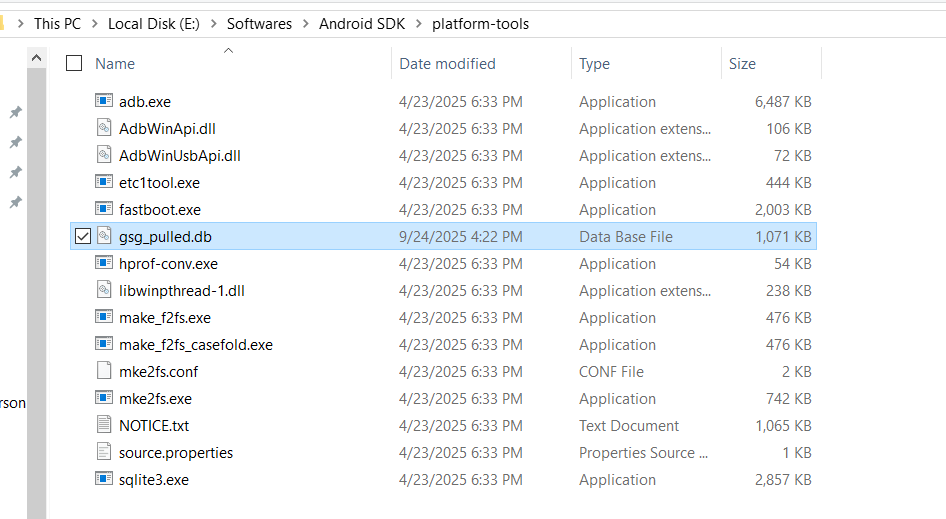 This PC > Local Disk (E:) > Softwares > Android SDK > platform-tools
Name Date modified Type Size
adb.exe 4/23/2025 6:33 PM Application 6,487 KB
AdbWinApi.dll 4/23/2025 6:33 PM Application extens... 106 KB
AdbWinUsbApi.dll 4/23/2025 6:33 PM Application extens... 72 KB
etc1tool.exe 4/23/2025 6:33 PM Application 444 KB
fastboot.exe 4/23/2025 6:33 PM Application 2,003 KB
gsg_pulled.db 9/24/2025 4:22 PM Data Base File 1,071 KB
hprof-conv.exe 4/23/2025 6:33 PM Application 54 KB
libwinpthread-1.dll 4/23/2025 6:33 PM Application extens... 238 KB
make_f2fs.exe 4/23/2025 6:33 PM Application 476 KB
make_f2fs_casefold.exe 4/23/2025 6:33 PM Application 476 KB
mke2fs.conf 4/23/2025 6:33 PM CONF File 2 KB
rson
mke2fs.exe 4/23/2025 6:33 PM Application 742 KB
NOTICE.txt 4/23/2025 6:33 PM Text Document 1,065 KB
source.properties 4/23/2025 6:33 PM Properties Source ... 1 KB
sqlite3.exe 4/23/2025 6:33 PM Application 2,857 KB